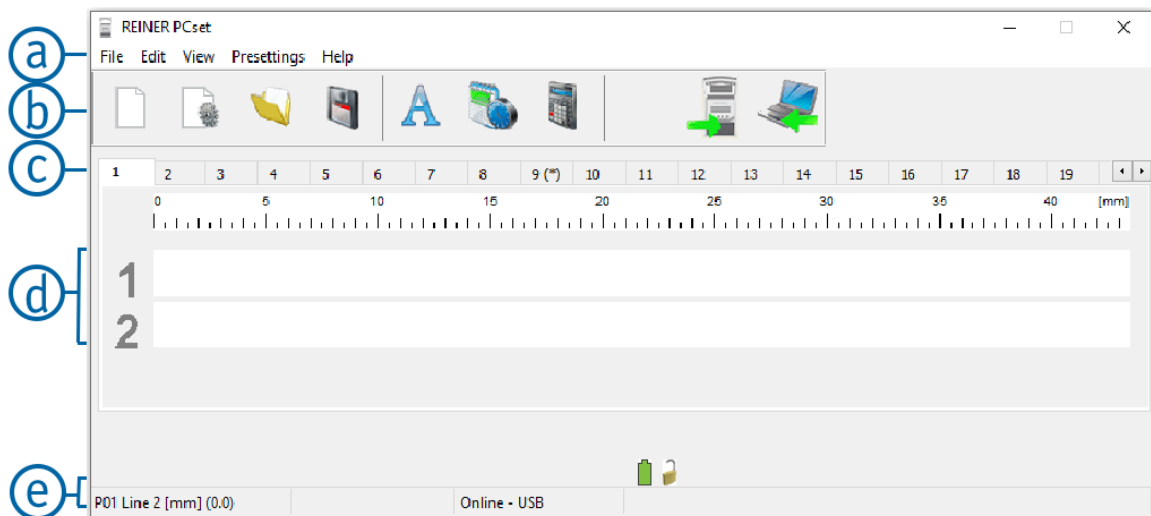 REINER PCset
a
File Edit View Presettings Help
b
A
c
1 2 3 4 5 6 7 8 9 (*) 10 11 12 13 14 15 16 17 18 19
0 5 10 15 20 25 30 35 40 [mm]
d
1
2
e
P01 Line 2 [mm] (0.0) Online - USB